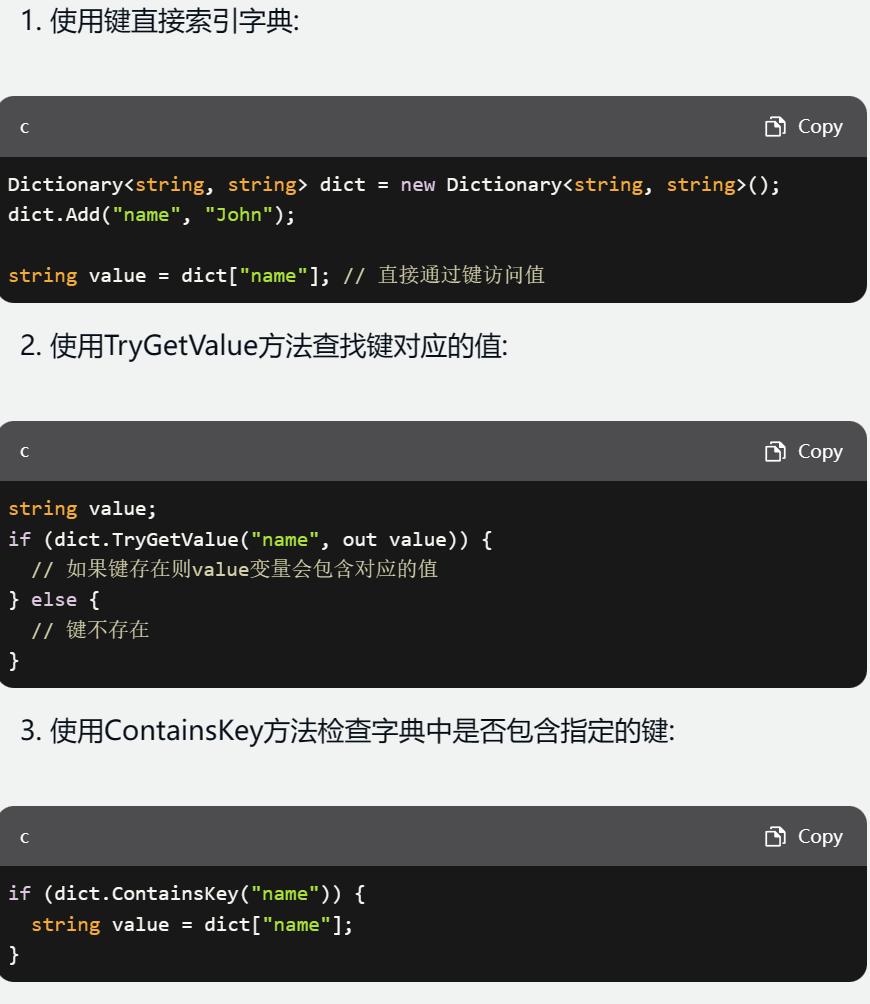 1. 使用键直接索引字典:
c
Copy
Dictionary<string, string> dict = new Dictionary<string, string>();
dict.Add("name", "John");
string value = dict["name"]; // 直接通过键访问值
2. 使用TryGetValue方法查找键对应的值:
c
Copy
string value;
if (dict.TryGetValue("name", out value)) {
  // 如果键存在则value变量会包含对应的值
} else {
  // 键不存在
}
3. 使用ContainsKey方法检查字典中是否包含指定的键:
c
Copy
if (dict.ContainsKey("name")) {
  string value = dict["name"];
}